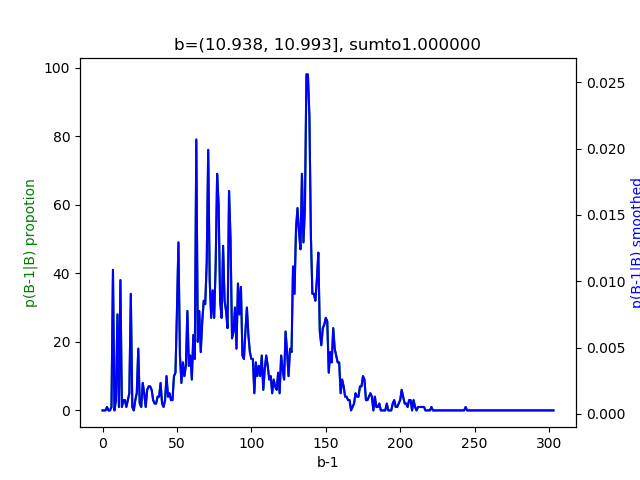 b=(10.938, 10.993], sumto1.000000
100
80
60
40
20
0
p(B-1|B) propotion
0.025
0.020
0.015
0.010
0.005
0.000
p(B-1|B) smoothed
0 50 100 150 200 250 300
b-1